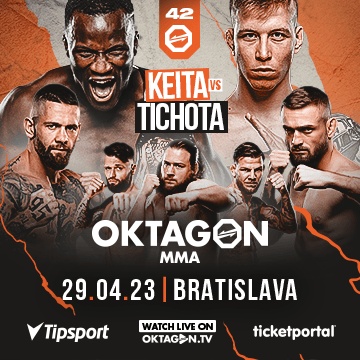 42
KEITA VS
TICHOTA
OKTAGON
MMA
29.04.23 | BRATISLAVA
Tipsport
WATCH LIVE ON
OKTAGON.TV
ticketportal